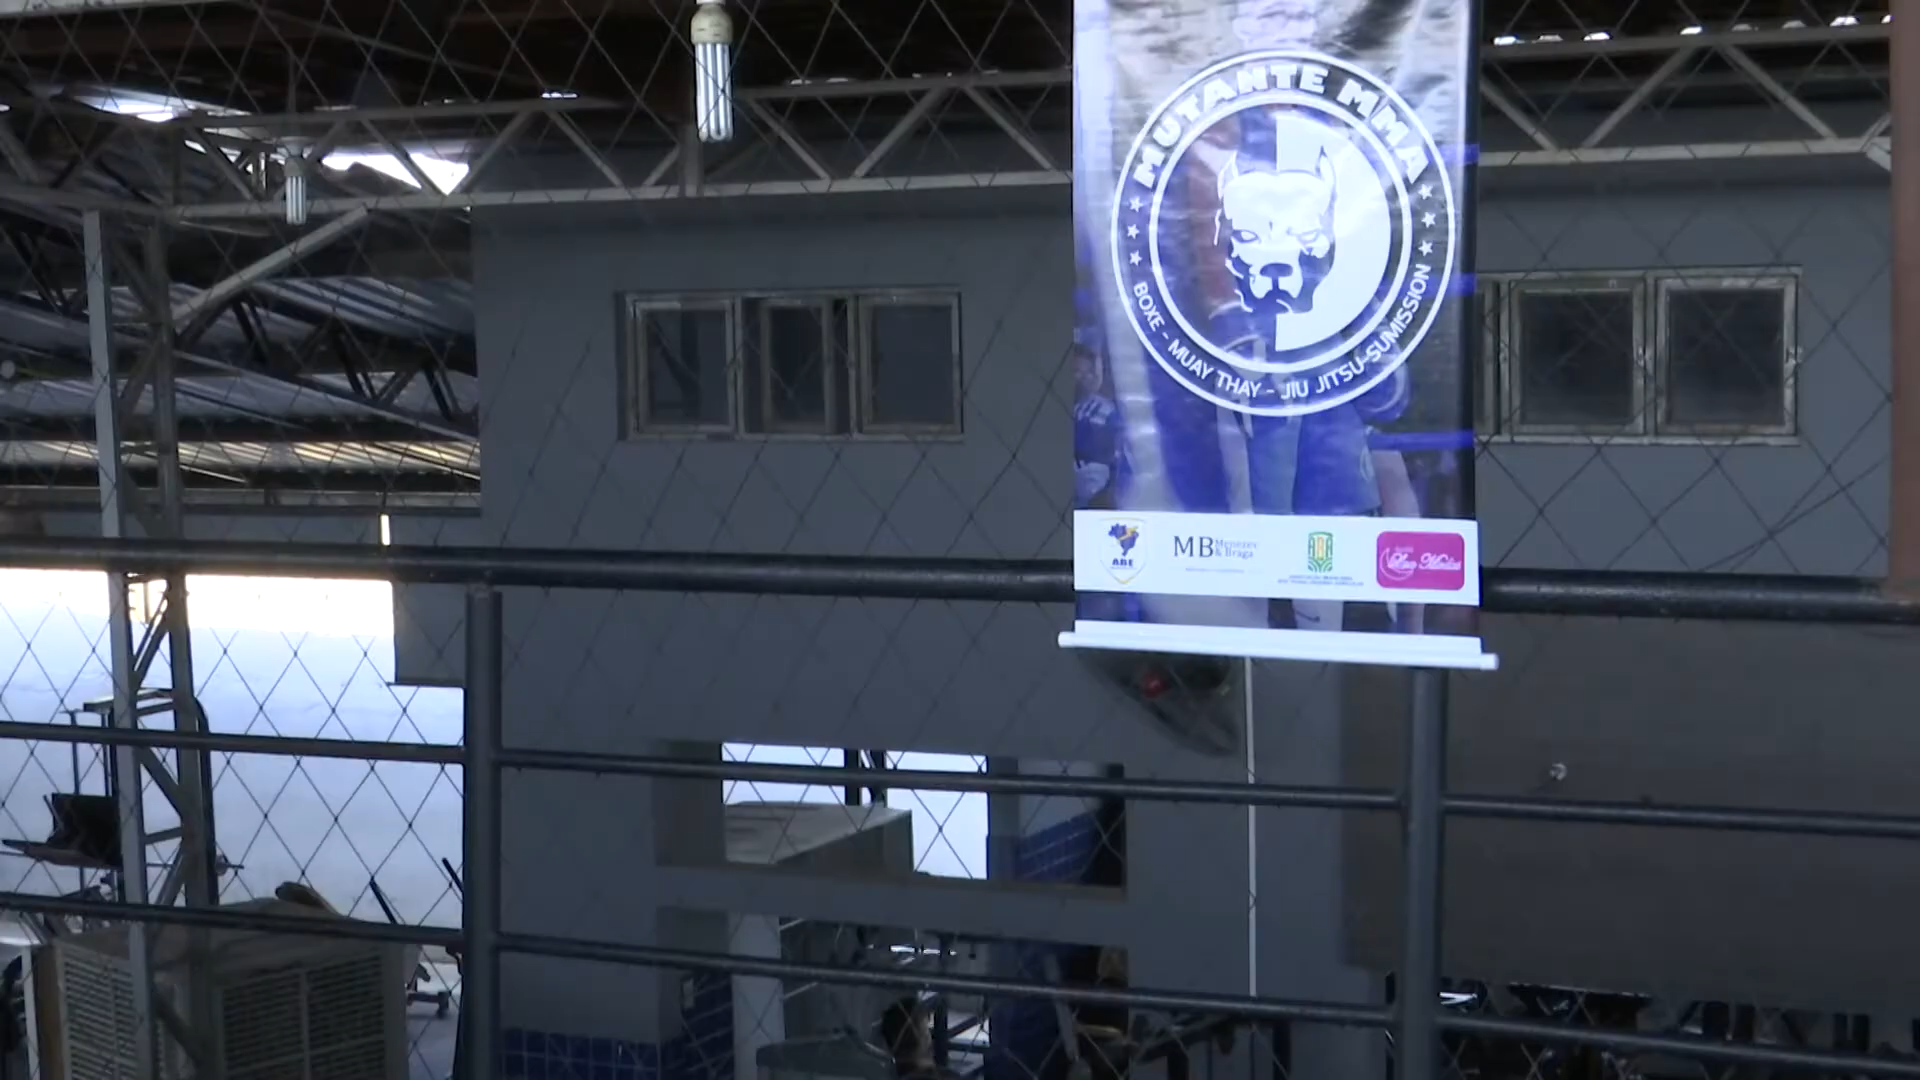 MUTANTE MMA
BOXE - MUAY THAY - JIU JITSU-SUMISSION
ABE
MB Menezes
& Braga